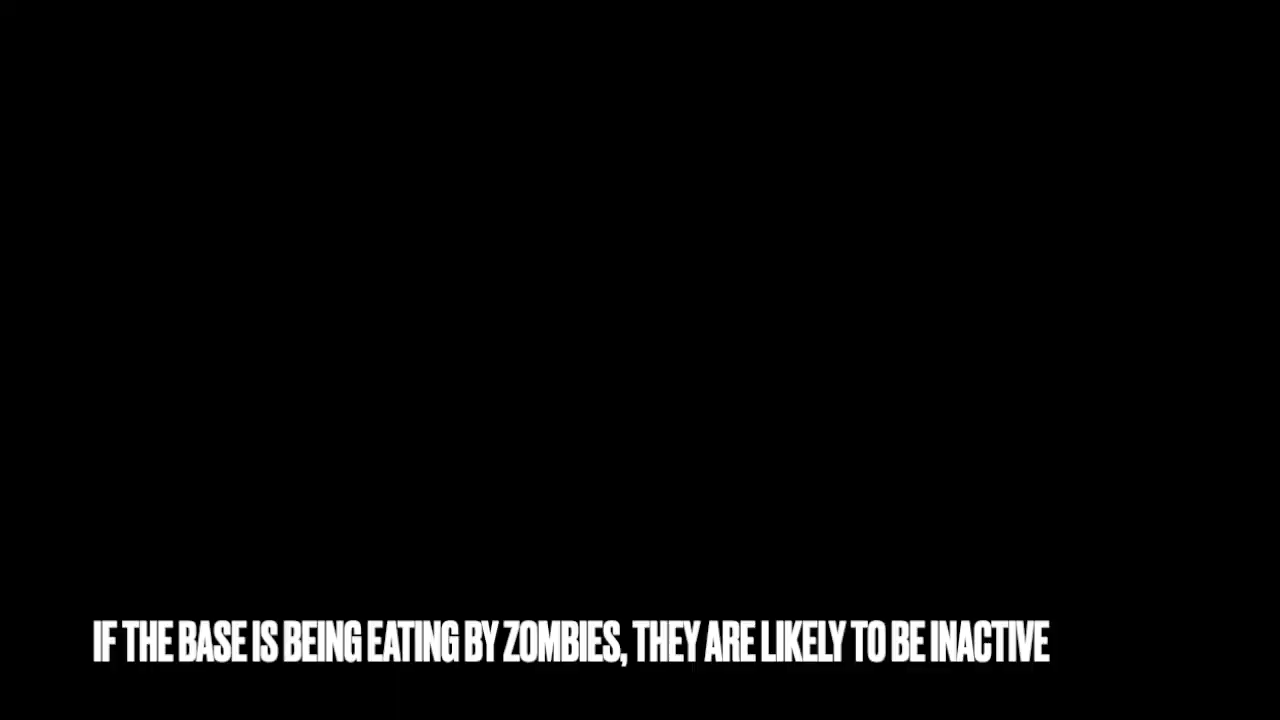 IF THE BASE IS BEING EATING BY ZOMBIES, THEY ARE LIKELY TO BE INACTIVE